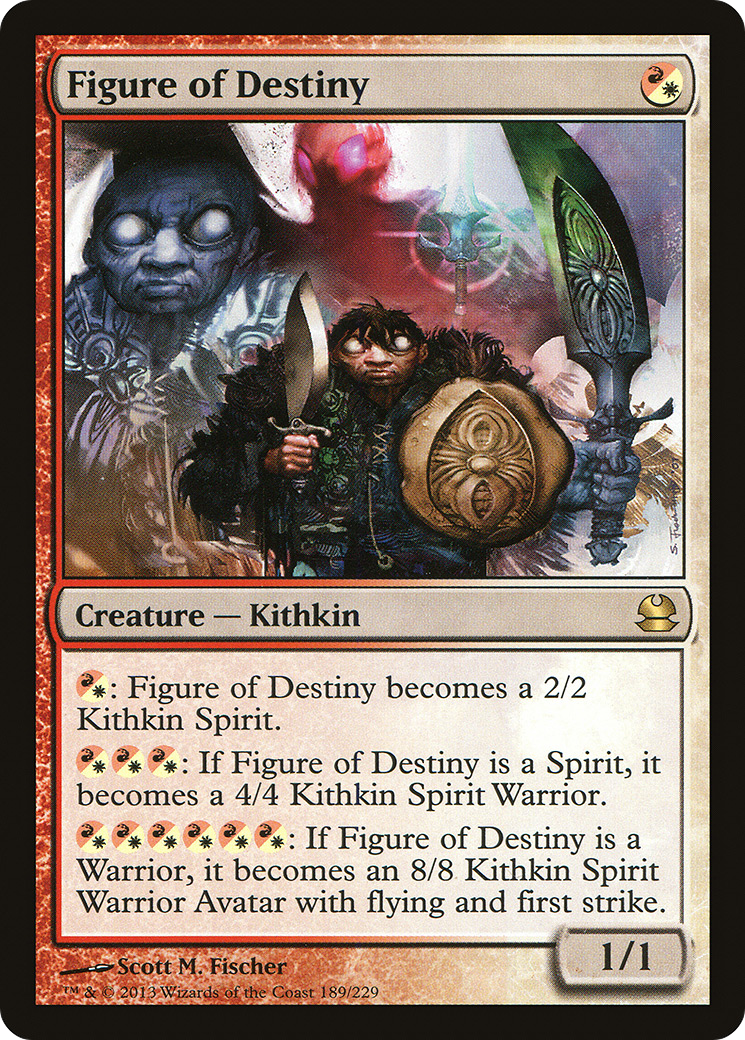 Figure of Destiny
Creature — Kithkin
: Figure of Destiny becomes a 2/2
Kithkin Spirit.
: If Figure of Destiny is a Spirit, it
becomes a 4/4 Kithkin Spirit Warrior.
: If Figure of Destiny is a
Warrior, it becomes an 8/8 Kithkin Spirit
Warrior Avatar with flying and first strike.
1/1
Scott M. Fischer
™ & © 2013 Wizards of the Coast 189/229